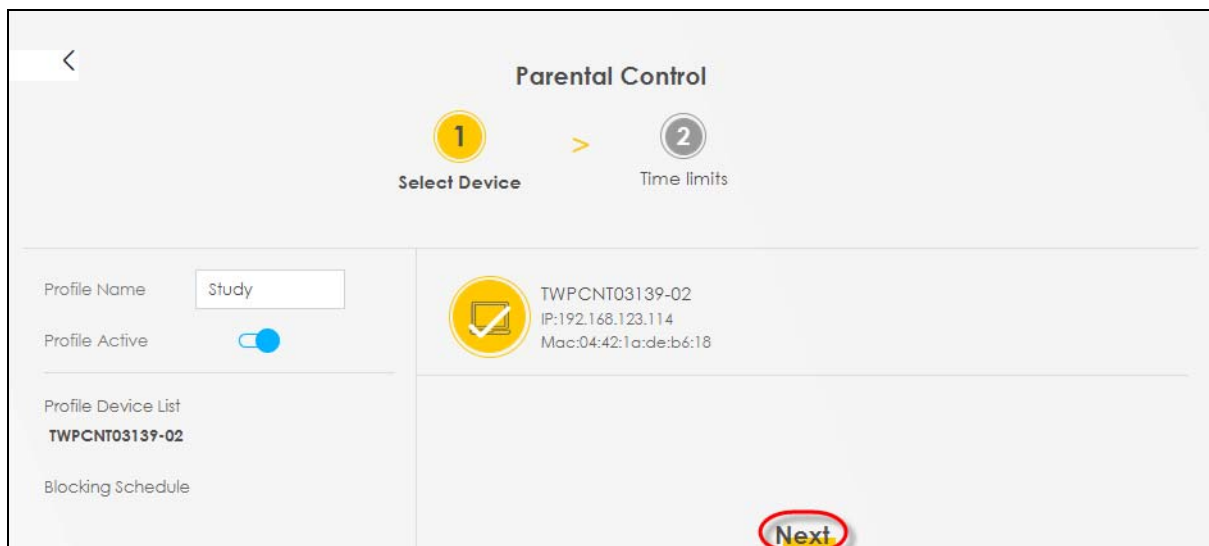 Parental Control
1 > 2
Select Device Time limits
Profile Name Study
Profile Active
Profile Device List
TWPCNT03139-02
Blocking Schedule
TWPCNT03139-02
IP:192.168.123.114
Mac:04:42:1a:de:b6:18
Next